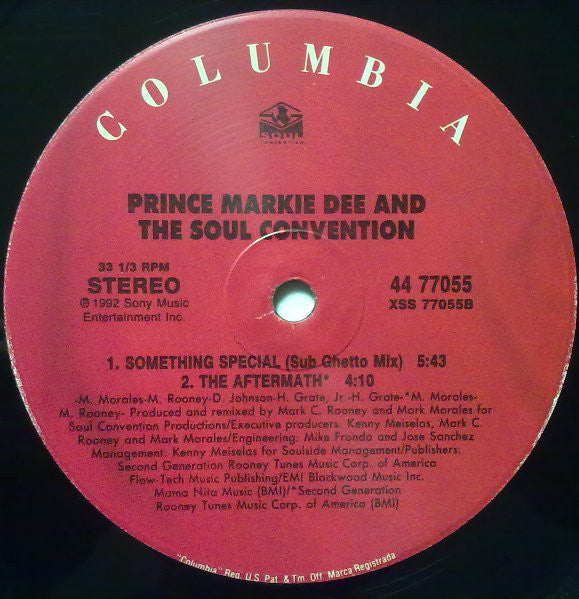 COLUMBIA
SOUL
CONVENTION
PRINCE MARKIE DEE AND
THE SOUL CONVENTION
33 1/3 RPM
STEREO
℗ 1992 Sony Music
Entertainment Inc.
44 77055
XSS 77055B
1. SOMETHING SPECIAL (Sub Ghetto Mix) 5:43
2. THE AFTERMATH* 4:10
-M. Morales-M. Rooney-D. Johnson-H. Grate, Jr.-H. Grate-*M. Morales-
M. Rooney- Produced and remixed by Mark C. Rooney and Mark Morales for
Soul Convention Productions/Executive producers: Kenny Meiselas, Mark C.
Rooney and Mark Morales/Engineering: Mike Fronda and Jose Sanchez
Management: Kenny Meiselas for Soulside Management/Publishers:
Second Generation Rooney Tunes Music Corp. of America
Flow-Tech Music Publishing/EMI Blackwood Music Inc.
Mama Nita Music (BMI)/*Second Generation
Rooney Tunes Music Corp. of America (BMI)
"Columbia" Reg. U.S. Pat. & Tm. Off. Marca Registrada